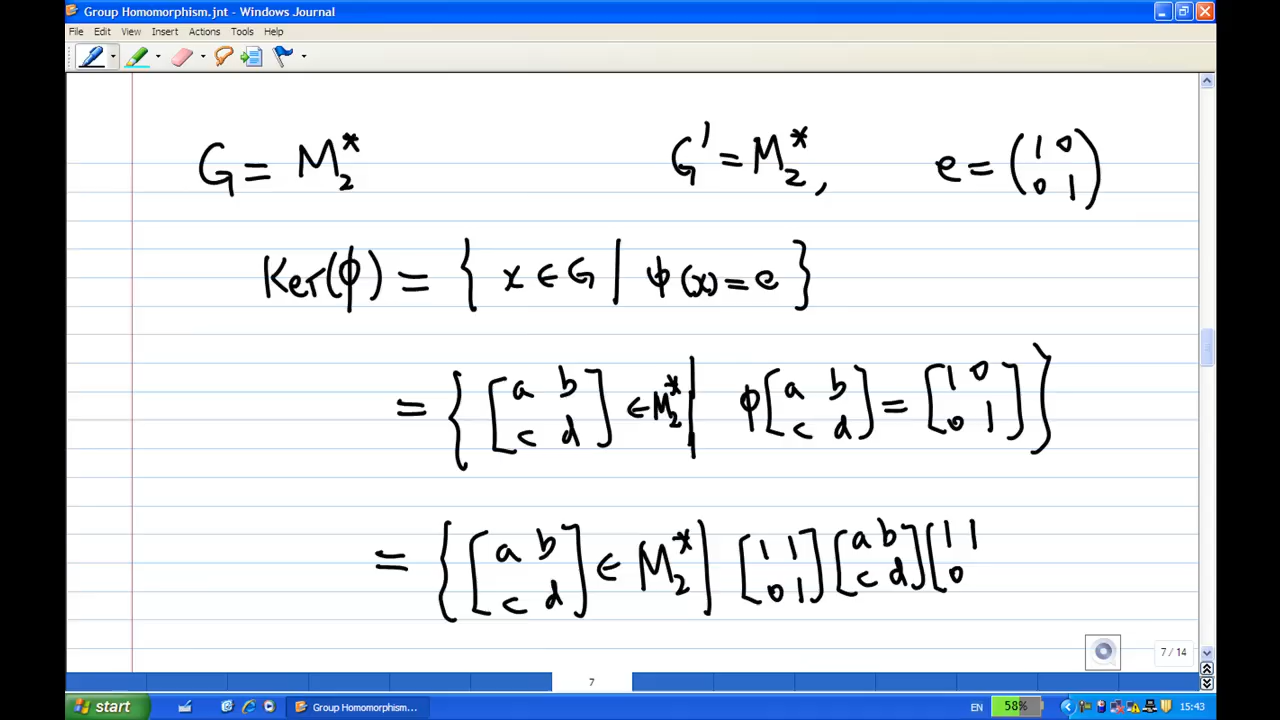 Group Homomorphism.jnt - Windows Journal
File Edit View Insert Actions Tools Help
G = M₂* G' = M₂*, e = (1 0
0 1)
Ker(φ) = { x ∈ G | φ(x) = e }
= { [a b
c d] ∈ M₂* | φ[a b
c d] = [1 0
0 1] }
= { [a b
c d] ∈ M₂* | [1 1
0 1] [a b
c d] [1 1
0
7 / 14
7
start Group Homomorphism... EN 58% 15:43